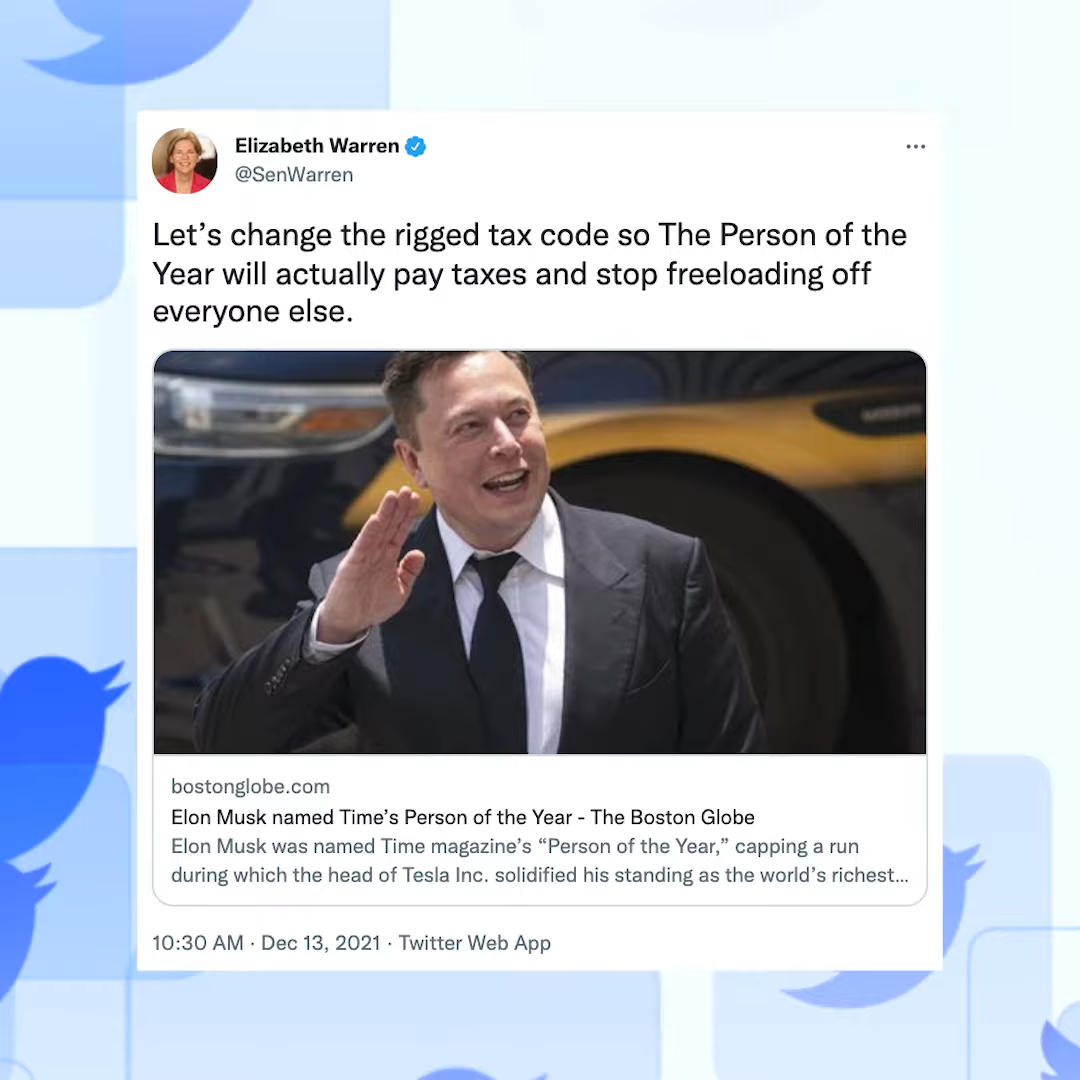 Elizabeth Warren
@SenWarren
Let’s change the rigged tax code so The Person of the
Year will actually pay taxes and stop freeloading off
everyone else.
bostonglobe.com
Elon Musk named Time’s Person of the Year - The Boston Globe
Elon Musk was named Time magazine’s “Person of the Year,” capping a run
during which the head of Tesla Inc. solidified his standing as the world’s richest...
10:30 AM · Dec 13, 2021 · Twitter Web App